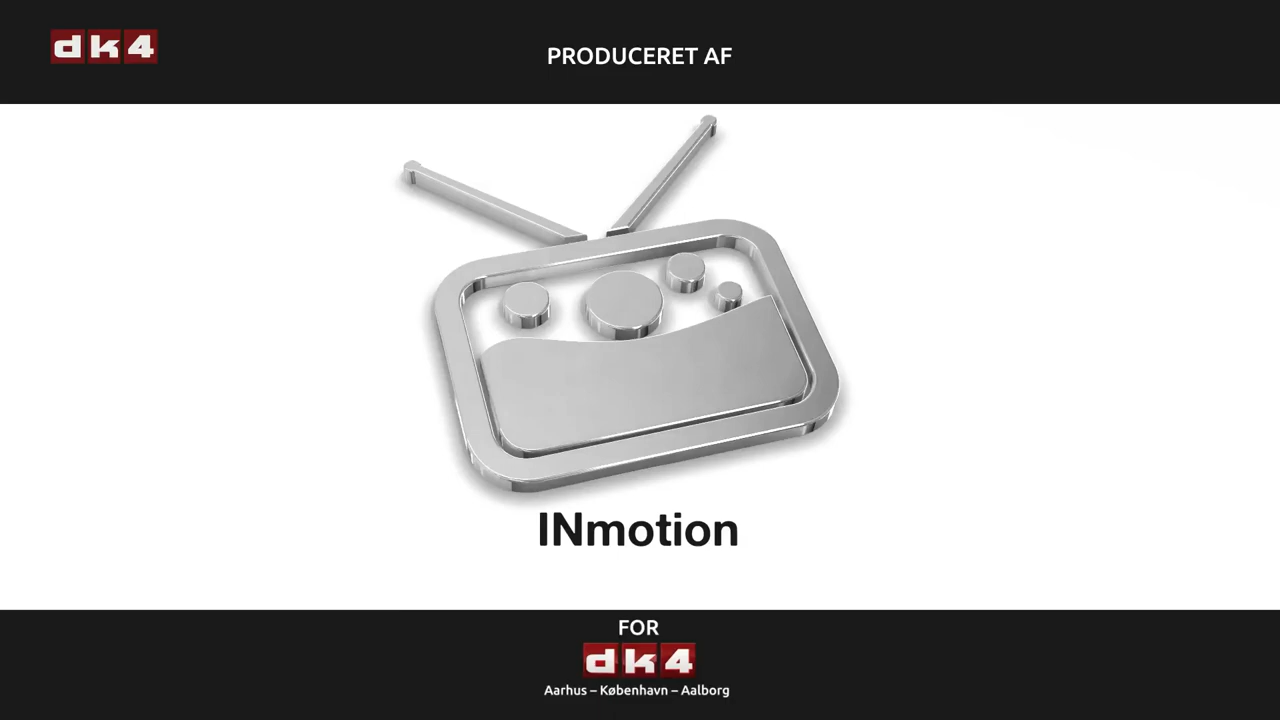 dk4
PRODUCERET AF
INmotion
FOR
dk4
Aarhus – København – Aalborg